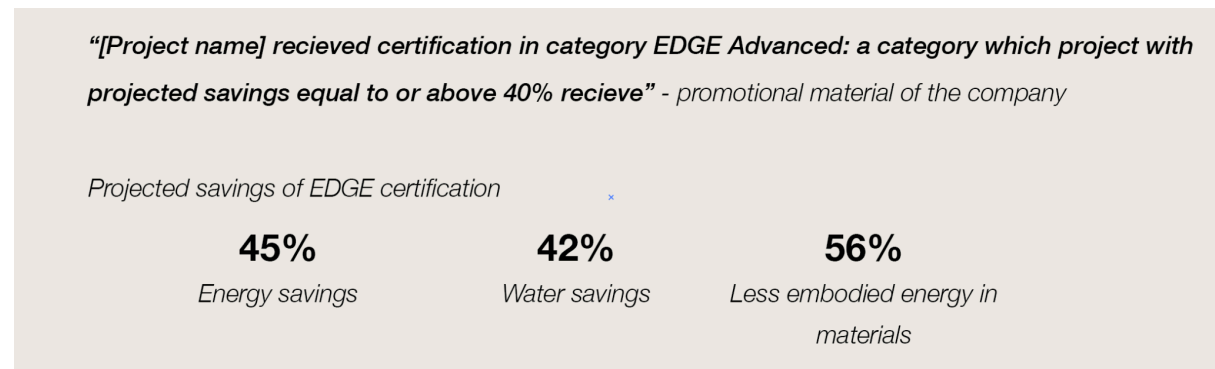 “[Project name] recieved certification in category EDGE Advanced: a category which project with
projected savings equal to or above 40% recieve” - promotional material of the company
Projected savings of EDGE certification
45% 42% 56%
Energy savings Water savings Less embodied energy in
materials